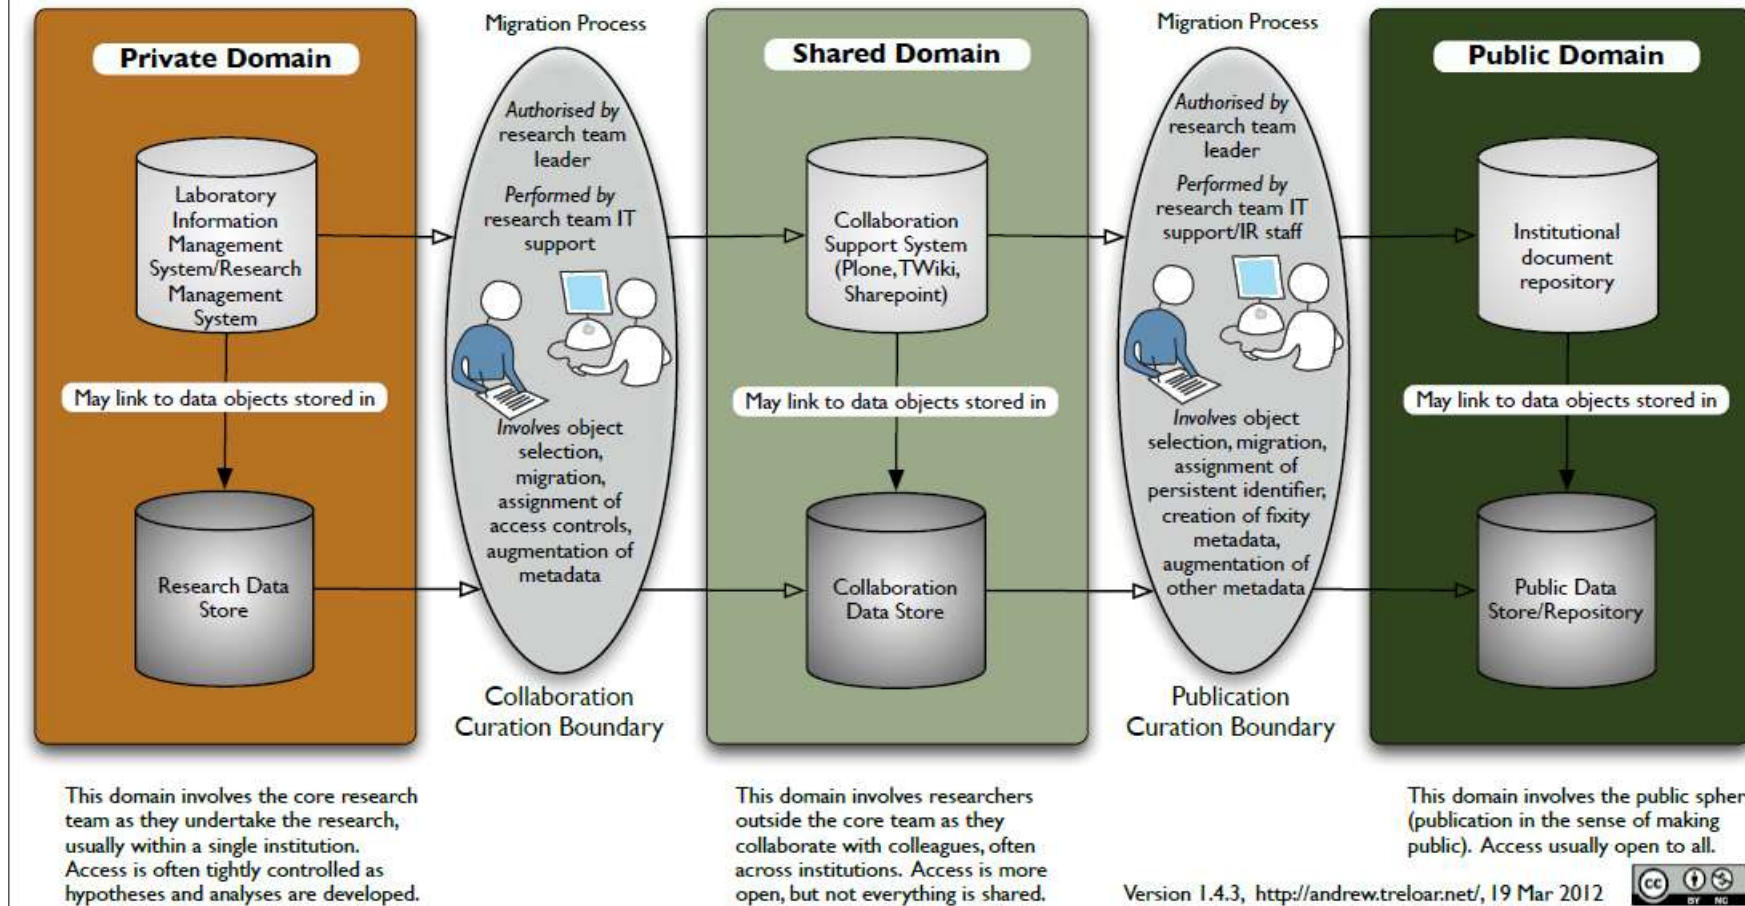 Private Domain
Laboratory
Information
Management
System/Research
Management
System
May link to data objects stored in
Research Data
Store
This domain involves the core research
team as they undertake the research,
usually within a single institution.
Access is often tightly controlled as
hypotheses and analyses are developed.
Migration Process
Authorised by
research team
leader
Performed by
research team IT
support
Involves object
selection,
migration,
assignment of
access controls,
augmentation of
metadata
Collaboration
Curation Boundary
Shared Domain
Collaboration
Support System
(Plone, TWiki,
Sharepoint)
May link to data objects stored in
Collaboration
Data Store
This domain involves researchers
outside the core team as they
collaborate with colleagues, often
across institutions. Access is more
open, but not everything is shared.
Migration Process
Authorised by
research team
leader
Performed by
research team IT
support/IR staff
Involves object
selection, migration,
assignment of
persistent identifier,
creation of fixity
metadata,
augmentation of
other metadata
Publication
Curation Boundary
Public Domain
Institutional
document
repository
May link to data objects stored in
Public Data
Store/Repository
This domain involves the public spher
(publication in the sense of making
public). Access usually open to all.
Version 1.4.3, http://andrew.treloar.net/, 19 Mar 2012
cc
BY NC